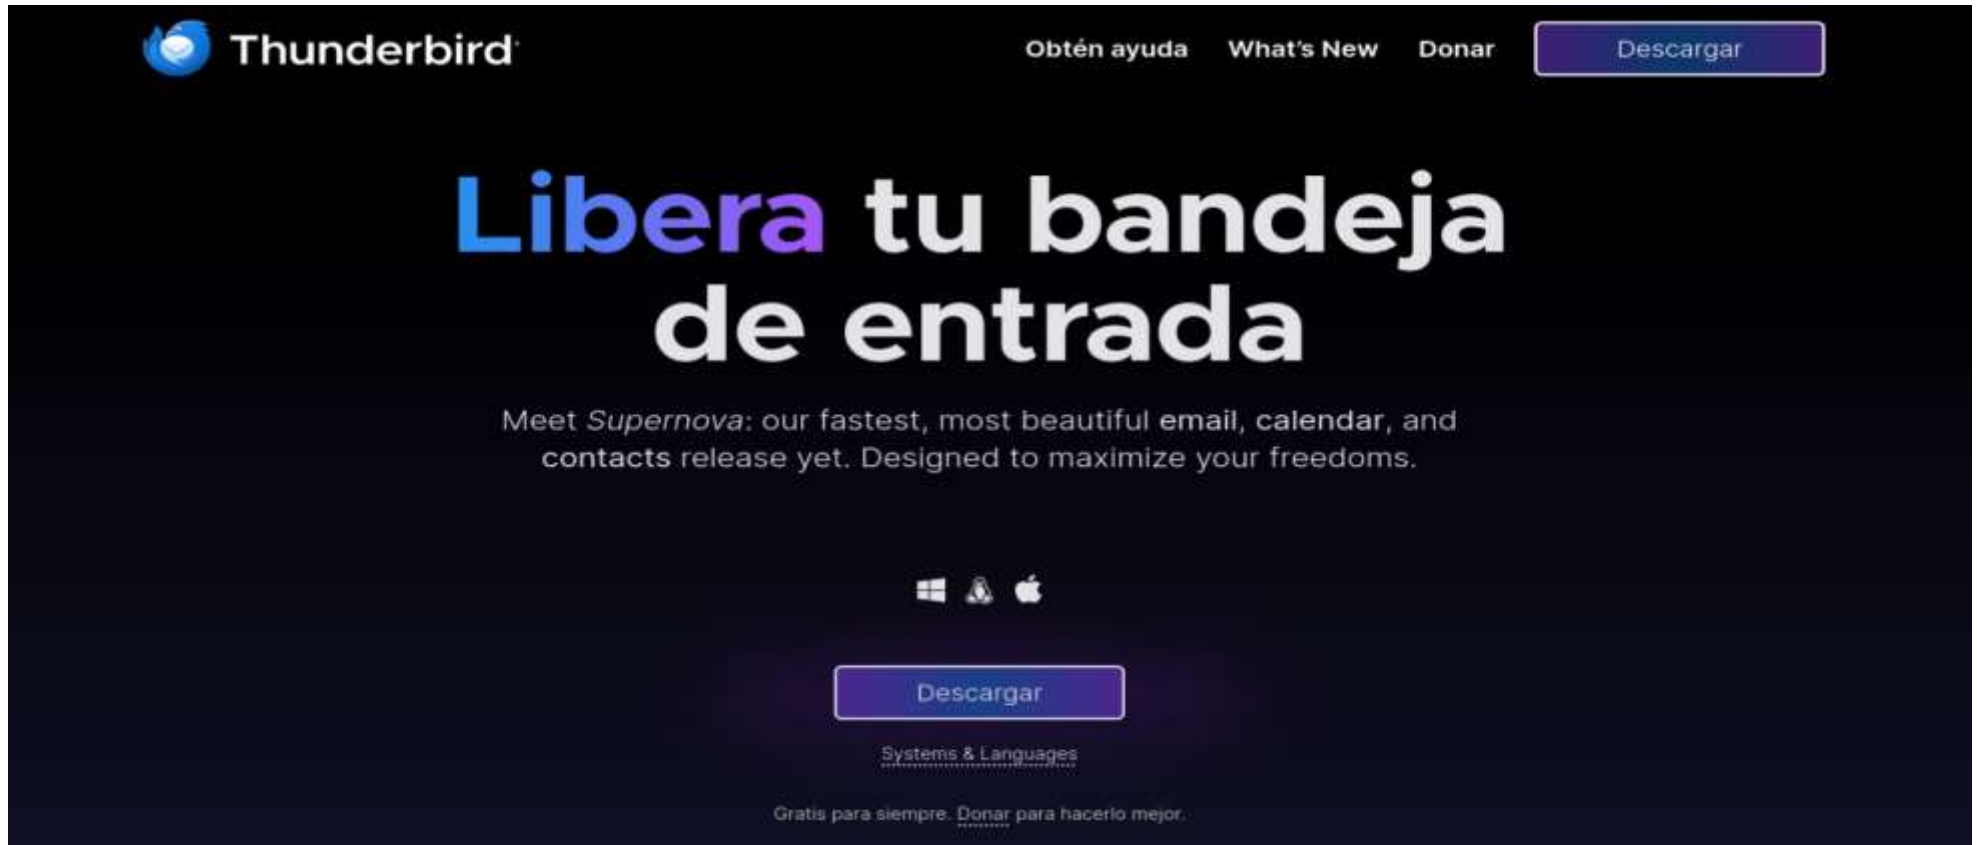 Thunderbird
Obtén ayuda What's New Donar Descargar
Libera tu bandeja
de entrada
Meet Supernova: our fastest, most beautiful email, calendar, and
contacts release yet. Designed to maximize your freedoms.
Descargar
Systems & Languages
Gratis para siempre. Donar para hacerlo mejor.